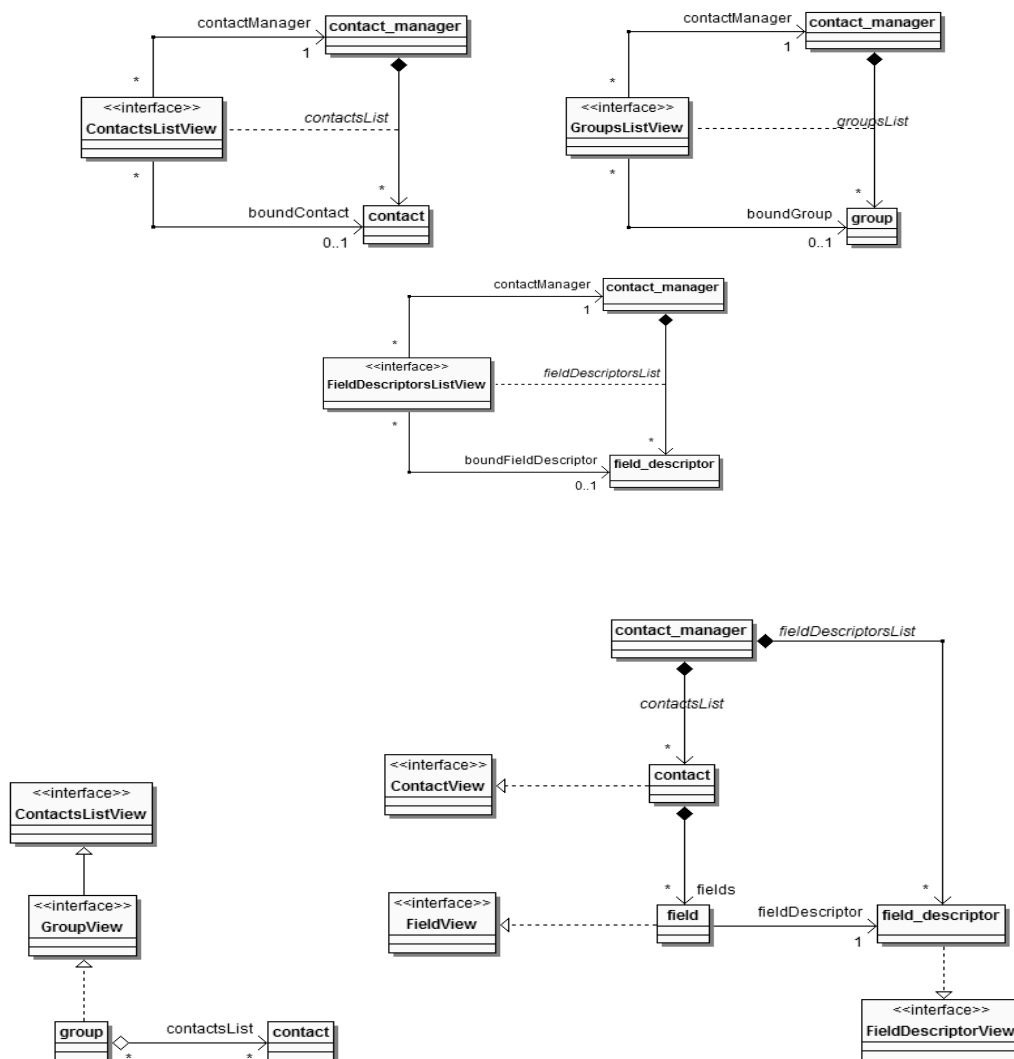 contactManager
contact_manager
1
*
<<interface>>
ContactsListView
contactsList
*
*
boundContact
contact
0..1
contactManager
contact_manager
1
*
<<interface>>
GroupsListView
groupsList
*
*
boundGroup
group
0..1
contactManager
contact_manager
1
*
<<interface>>
FieldDescriptorsListView
fieldDescriptorsList
*
*
boundFieldDescriptor
field_descriptor
0..1
contact_manager
fieldDescriptorsList
contactsList
*
<<interface>>
ContactView
contact
<<interface>>
ContactsListView
* fields
*
<<interface>>
FieldView
field
fieldDescriptor
1
field_descriptor
<<interface>>
GroupView
<<interface>>
FieldDescriptorView
group
contactsList
contact
*
*